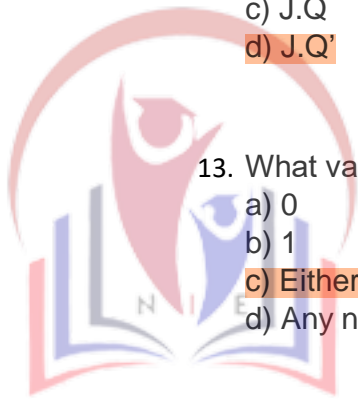 c) J.Q
d) J.Q’
13. What va
a) 0
b) 1
c) Either
d) Any n
N I E